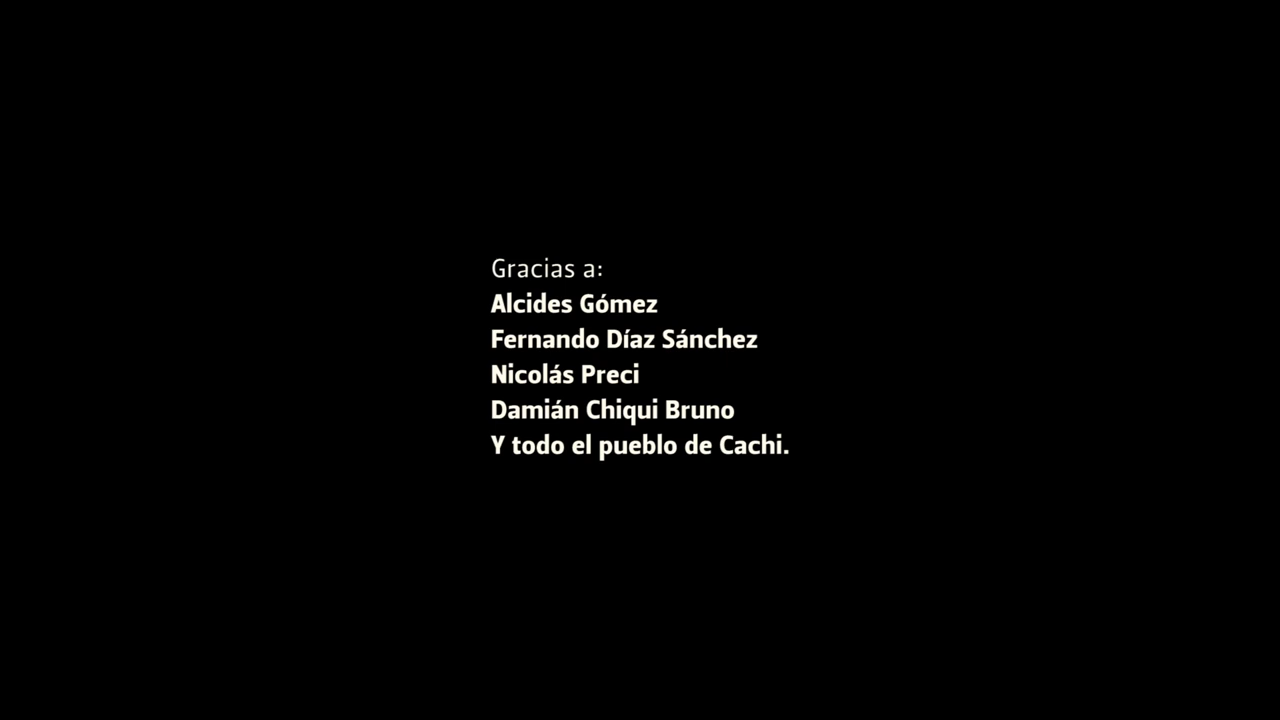 Gracias a:
Alcides Gómez
Fernando Díaz Sánchez
Nicolás Preci
Damián Chiqui Bruno
Y todo el pueblo de Cachi.